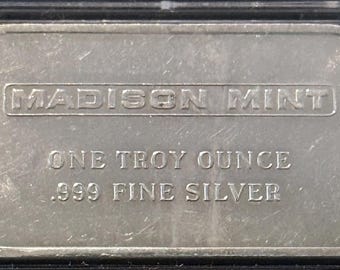 MADISON MINT
ONE TROY OUNCE
.999 FINE SILVER